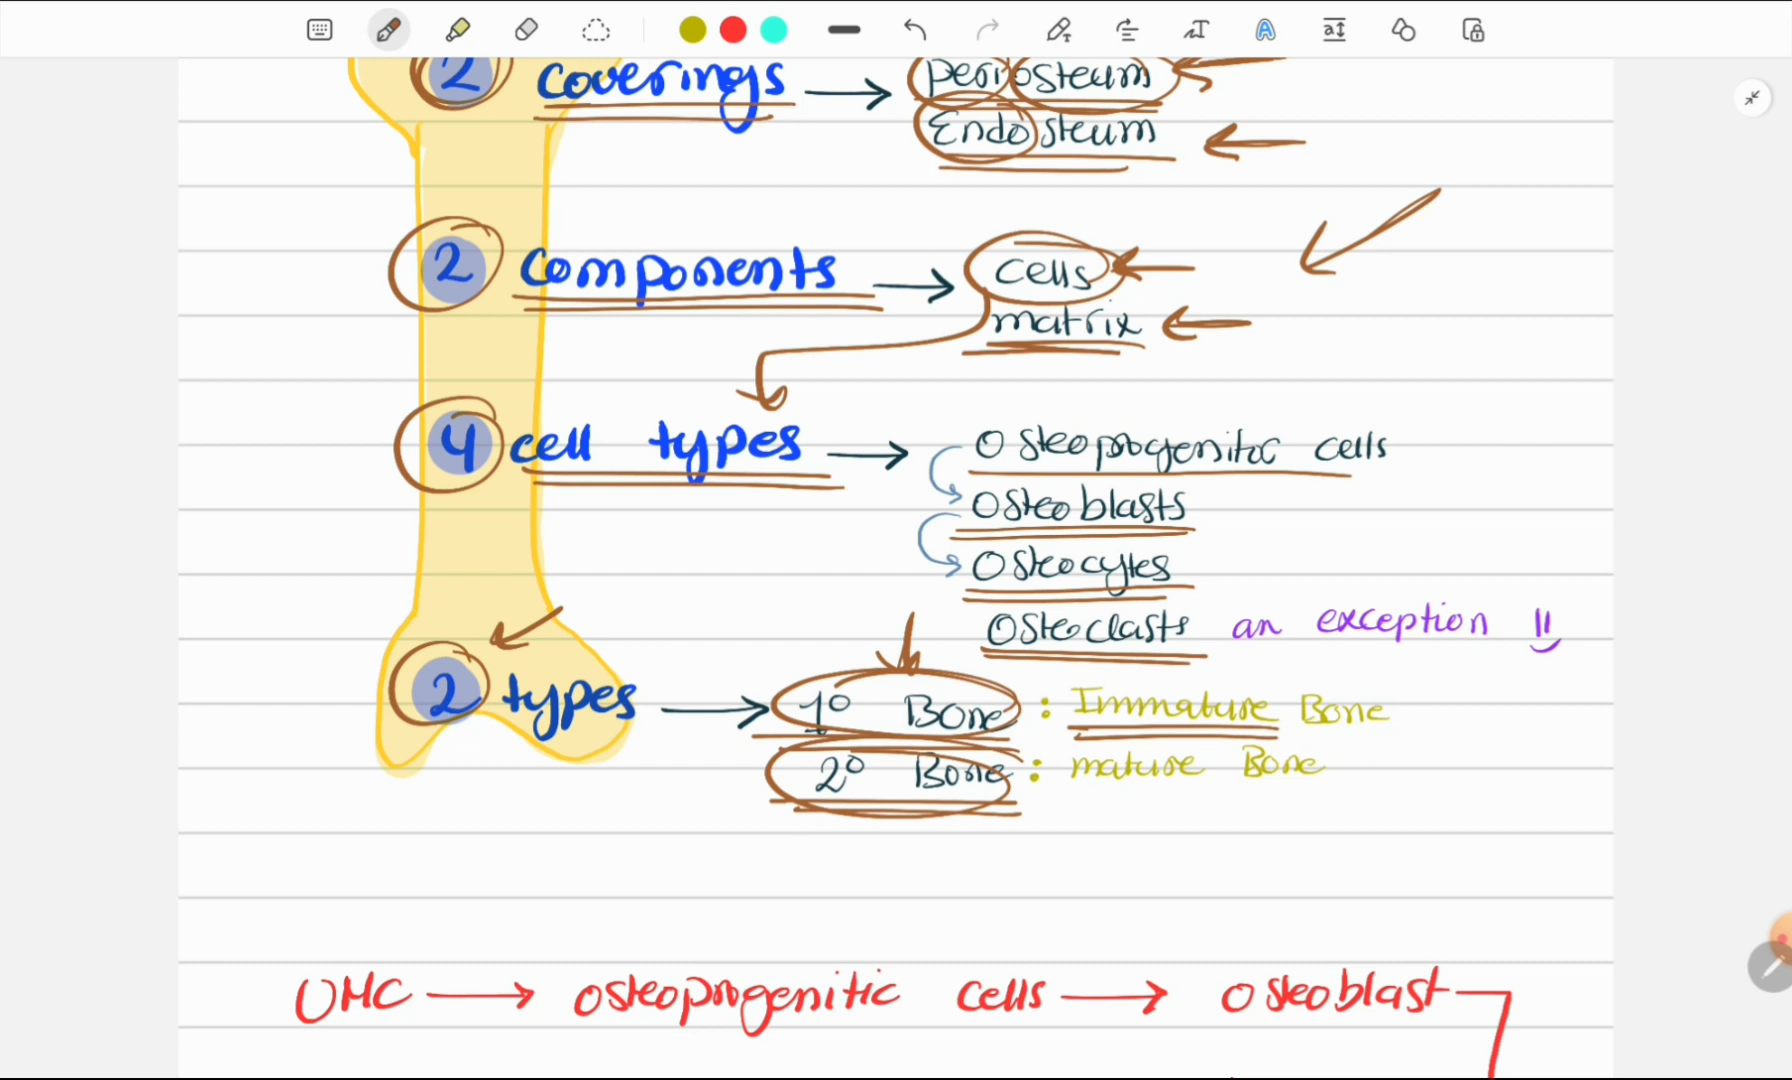 2 coverings → periosteum
Endosteum
2 components → cells
matrix
4 cell types → Osteoprogenitor cells
Osteoblasts
Osteocytes
Osteoclasts an exception !!
2 types → 1° Bone : Immature Bone
2° Bone : mature Bone
UMC → osteoprogenitic cells → osteoblast